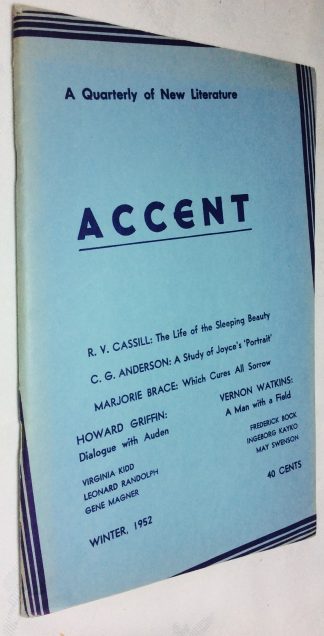 A Quarterly of New Literature
ACCENT
R. V. CASSILL: The Life of the Sleeping Beauty
C. G. ANDERSON: A Study of Joyce's 'Portrait'
MARJORIE BRACE: Which Cures All Sorrow
HOWARD GRIFFIN:
Dialogue with Auden
VERNON WATKINS:
A Man with a Field
VIRGINIA KIDD
LEONARD RANDOLPH
GENE MAGNER
FREDERICK BOCK
INGEBORG KAYKO
MAY SWENSON
WINTER, 1952
40 CENTS